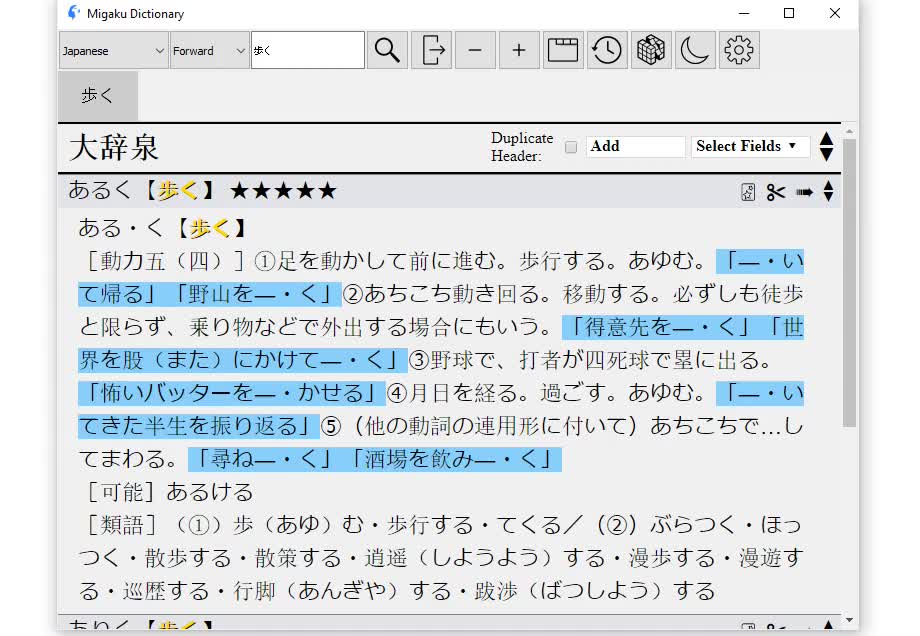 Migaku Dictionary
Japanese Forward 歩く
歩く
大辞泉 Duplicate Header: Add Select Fields ▼
あるく【歩く】 ★★★★★
ある・く【歩く】
［動カ五（四）］①足を動かして前に進む。歩行する。あゆむ。「―・い
て帰る」「野山を―・く」②あちこち動き回る。移動する。必ずしも徒歩
と限らず、乗り物などで外出する場合にもいう。「得意先を―・く」「世
界を股（また）にかけて―・く」③野球で、打者が四死球で塁に出る。
「怖いバッターを―・かせる」④月日を経る。過ごす。あゆむ。「―・い
てきた半生を振り返る」⑤（他の動詞の連用形に付いて）あちこちで…し
てまわる。「尋ね―・く」「酒場を飲み―・く」
［可能］あるける
［類語］（①）歩（あゆ）む・歩行する・てくる／（②）ぶらつく・ほっ
つく・散歩する・散策する・逍遥（しようよう）する・漫歩する・漫遊す
る・巡歴する・行脚（あんぎや）する・跋渉（ばつしよう）する
ありく【歩く】